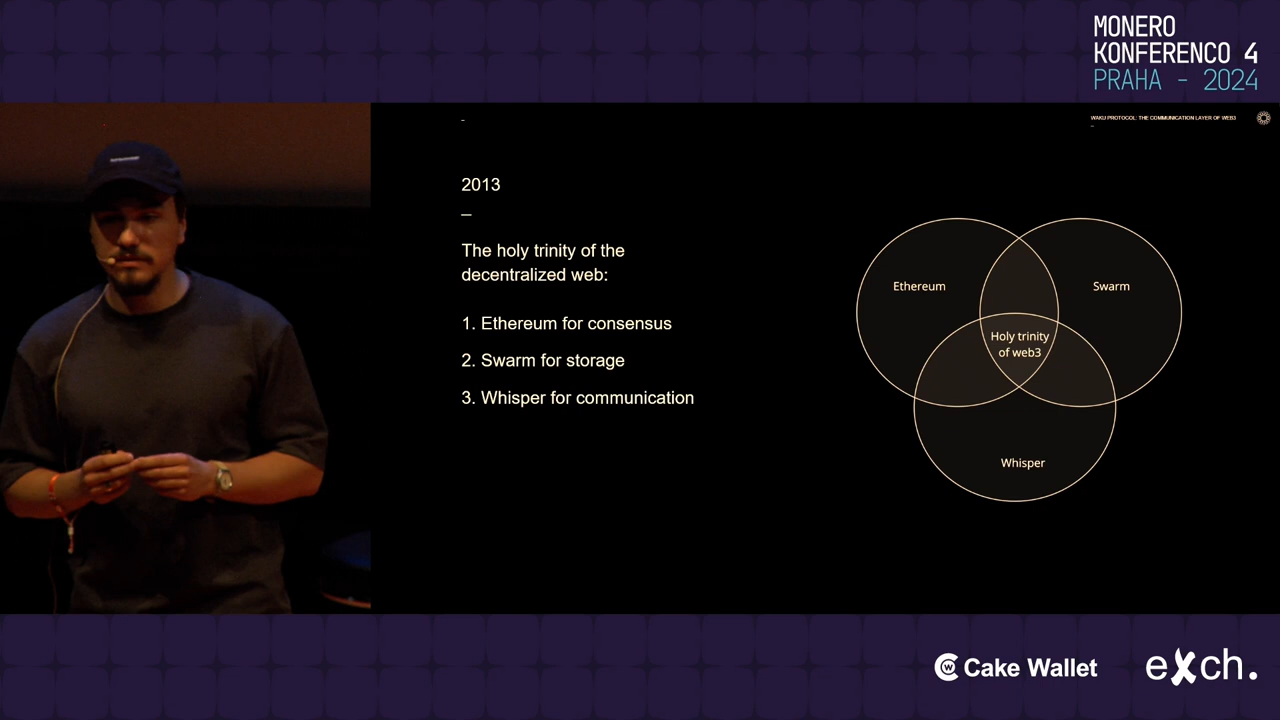 MONERO
KONFERENCO 4
PRAHA - 2024
WAKU PROTOCOL: THE COMMUNICATION LAYER OF WEB3
2013
The holy trinity of the
decentralized web:
1. Ethereum for consensus
2. Swarm for storage
3. Whisper for communication
Ethereum
Swarm
Holy trinity
of web3
Whisper
Cake Wallet
exch.